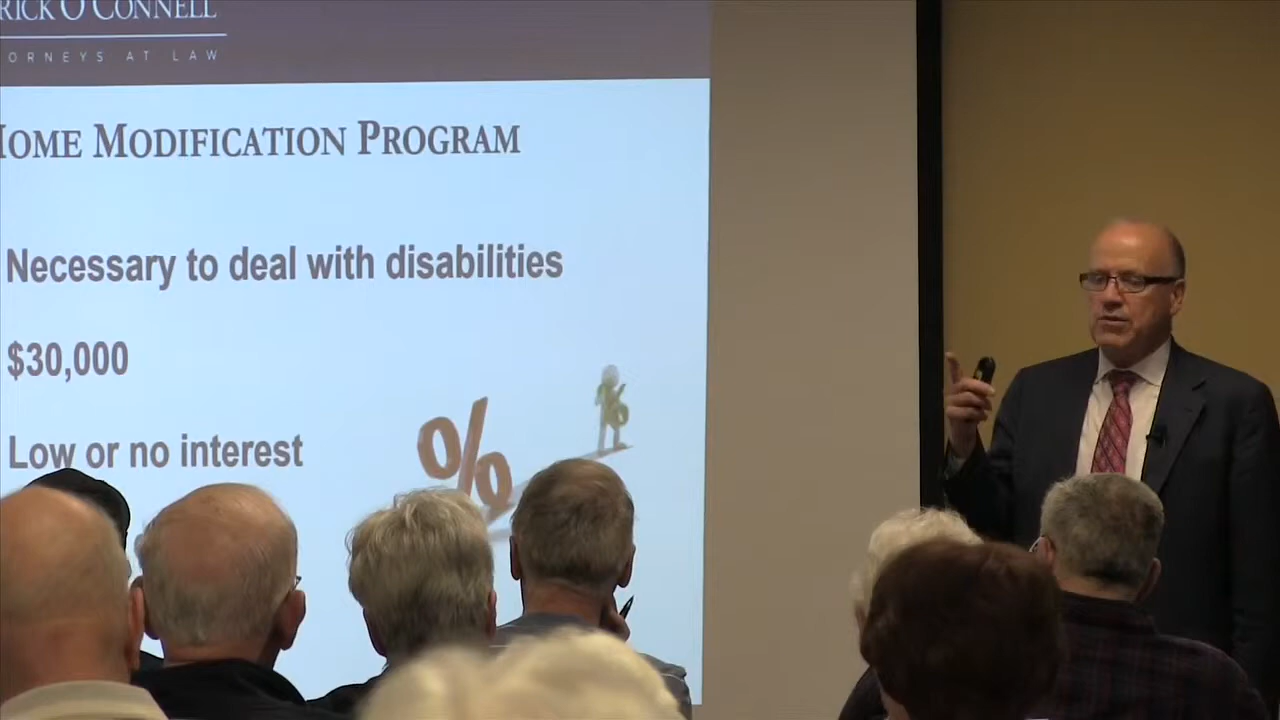 RICK O'CONNELL
ORNEYS AT LAW
HOME MODIFICATION PROGRAM
Necessary to deal with disabilities
$30,000
Low or no interest
%